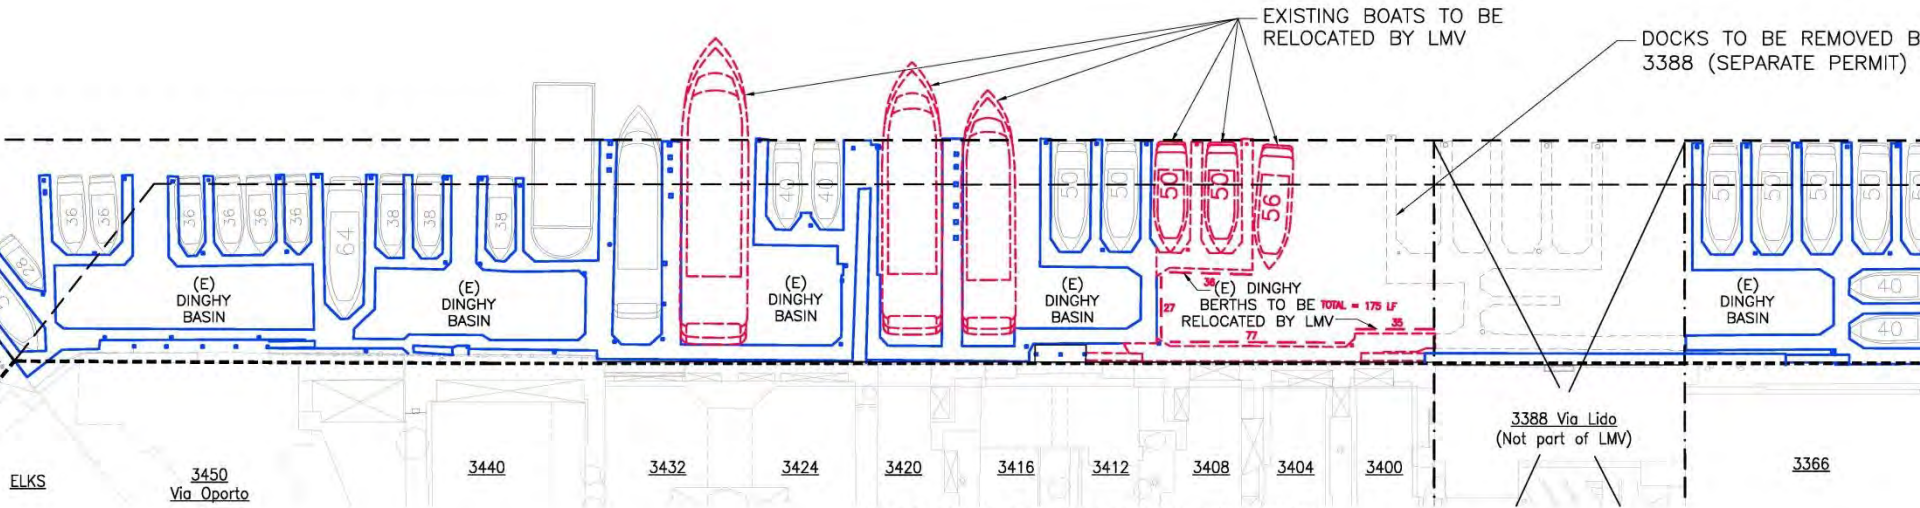 EXISTING BOATS TO BE
RELOCATED BY LMV
DOCKS TO BE REMOVED B
3388 (SEPARATE PERMIT)
28
36
36
36
36
36
36
64
38
38
38
40
40
50
50
50
50
56
50
50
50
50
50
40
40
(E)
DINGHY
BASIN
(E)
DINGHY
BASIN
(E)
DINGHY
BASIN
(E)
DINGHY
BASIN
36
(E) DINGHY
BERTHS TO BE
RELOCATED BY LMV
TOTAL = 175 LF
27
35
77
(E)
DINGHY
BASIN
ELKS
3450
Via Oporto
3440
3432
3424
3420
3416
3412
3408
3404
3400
3388 Via Lido
(Not part of LMV)
3366